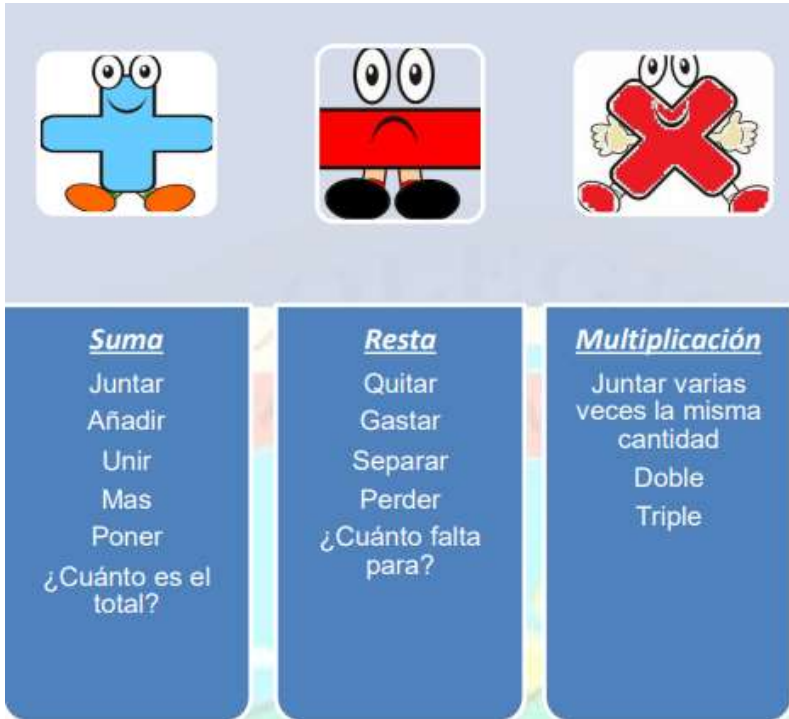 Suma
Juntar
Añadir
Unir
Mas
Poner
¿Cuánto es el
total?
Resta
Quitar
Gastar
Separar
Perder
¿Cuánto falta
para?
Multiplicación
Juntar varias
veces la misma
cantidad
Doble
Triple